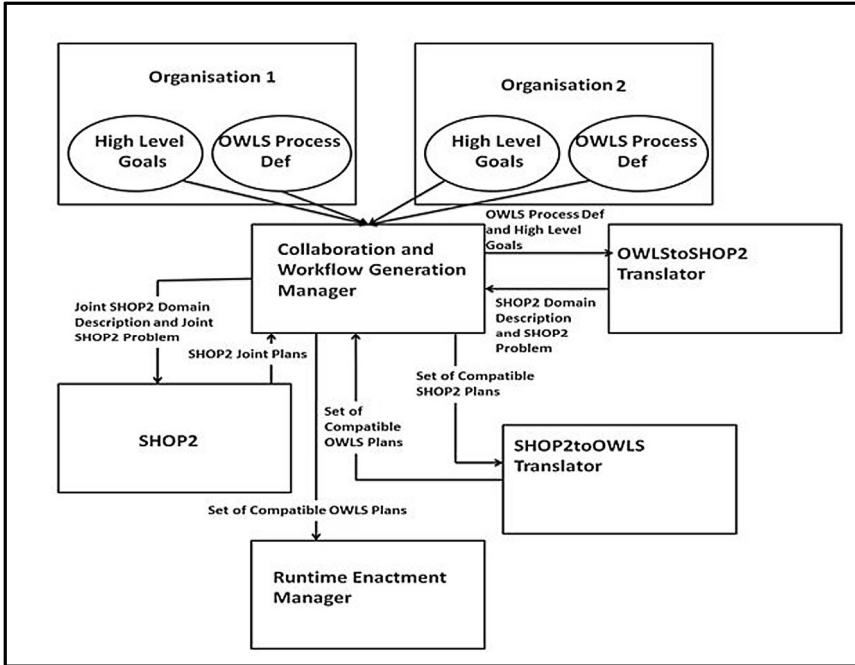 Organisation 1
High Level
Goals
OWLS Process
Def
Organisation 2
High Level
Goals
OWLS Process
Def
Collaboration and
Workflow Generation
Manager
OWLS Process Def
and High Level
Goals
OWLStoSHOP2
Translator
SHOP2 Domain
Description
and SHOP2
Problem
Joint SHOP2 Domain
Description and Joint
SHOP2 Problem
SHOP2 Joint Plans
Set of Compatible
SHOP2 Plans
SHOP2
Set of
Compatible
OWLS Plans
SHOP2toOWLS
Translator
Set of Compatible OWLS Plans
Runtime Enactment
Manager